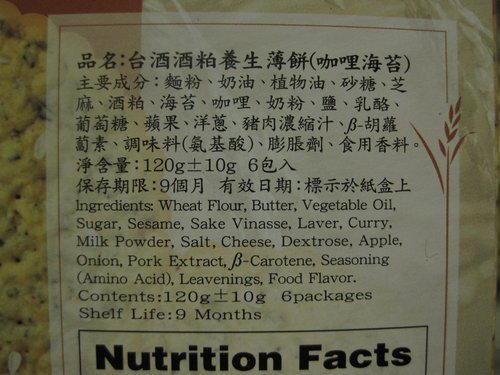 品名:台酒酒粕養生薄餅(咖哩海苔)
主要成分:麵粉、奶油、植物油、砂糖、芝
麻、酒粕、海苔、咖哩、奶粉、鹽、乳酪、
葡萄糖、蘋果、洋蔥、豬肉濃縮汁、β-胡蘿
蔔素、調味料(氨基酸)、膨脹劑、食用香料。
淨含量:120g±10g 6包入
保存期限:9個月 有效日期:標示於紙盒上
Ingredients: Wheat Flour, Butter, Vegetable Oil,
Sugar, Sesame, Sake Vinasse, Laver, Curry,
Milk Powder, Salt, Cheese, Dextrose, Apple,
Onion, Pork Extract, β-Carotene, Seasoning
(Amino Acid), Leavenings, Food Flavor.
Contents:120g±10g 6packages
Shelf Life:9 Months
Nutrition Facts